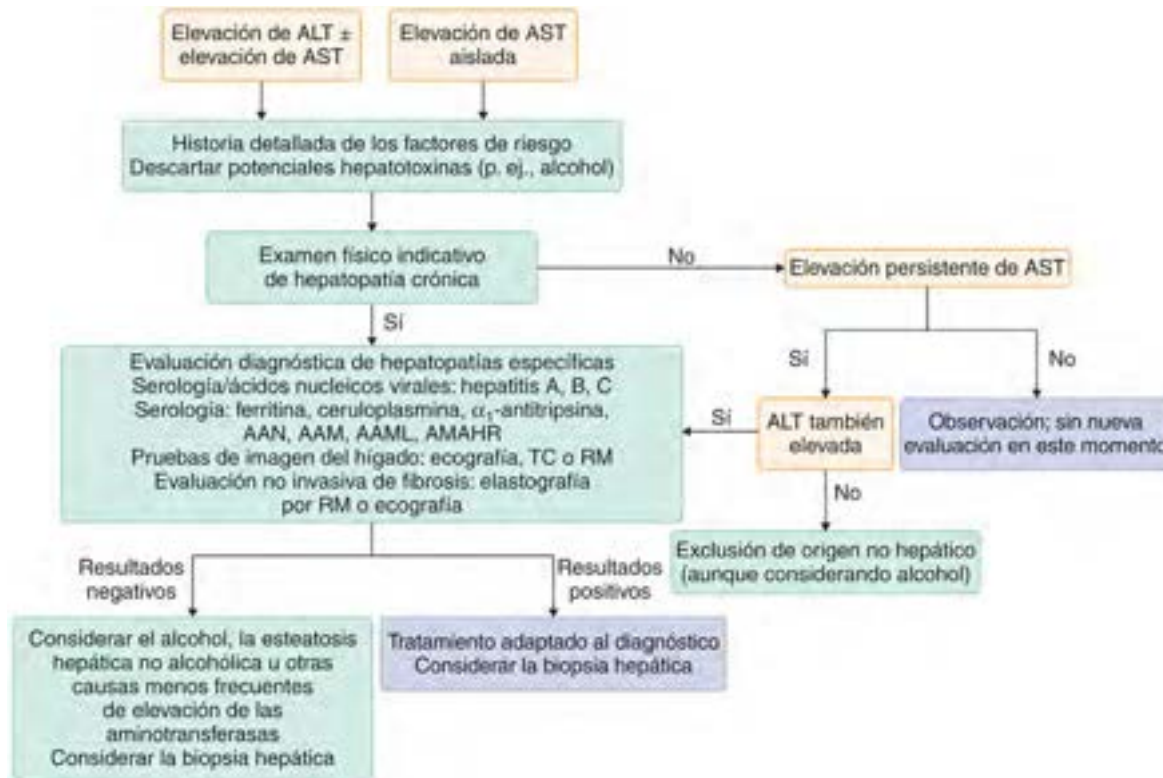 Elevación de ALT ±
elevación de AST
Elevación de AST
aislada
Historia detallada de los factores de riesgo
Descartar potenciales hepatotoxinas (p. ej., alcohol)
Examen físico indicativo
de hepatopatía crónica
No
Elevación persistente de AST
Sí
Evaluación diagnóstica de hepatopatías específicas
Serología/ácidos nucleicos virales: hepatitis A, B, C
Serología: ferritina, ceruloplasmina, α₁-antitripsina,
AAN, AAM, AAML, AMAHR
Pruebas de imagen del hígado: ecografía, TC o RM
Evaluación no invasiva de fibrosis: elastografía
por RM o ecografía
Sí
No
Sí
ALT también
elevada
Observación; sin nueva
evaluación en este momento
No
Exclusión de origen no hepático
(aunque considerando alcohol)
Resultados
negativos
Resultados
positivos
Considerar el alcohol, la esteatosis
hepática no alcohólica u otras
causas menos frecuentes
de elevación de las
aminotransferasas
Considerar la biopsia hepática
Tratamiento adaptado al diagnóstico
Considerar la biopsia hepática